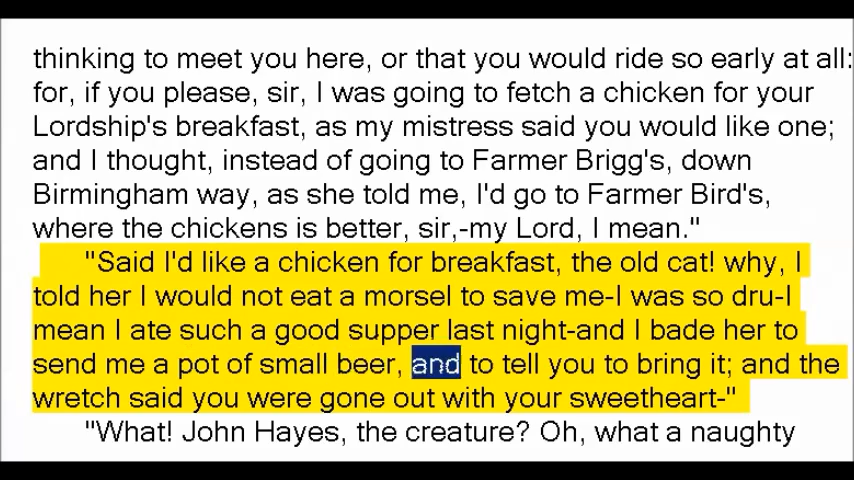 thinking to meet you here, or that you would ride so early at all:
for, if you please, sir, I was going to fetch a chicken for your
Lordship's breakfast, as my mistress said you would like one;
and I thought, instead of going to Farmer Brigg's, down
Birmingham way, as she told me, I'd go to Farmer Bird's,
where the chickens is better, sir,-my Lord, I mean."
"Said I'd like a chicken for breakfast, the old cat! why, I
told her I would not eat a morsel to save me-I was so dru-I
mean I ate such a good supper last night-and I bade her to
send me a pot of small beer, and to tell you to bring it; and the
wretch said you were gone out with your sweetheart-"
"What! John Hayes, the creature? Oh, what a naughty